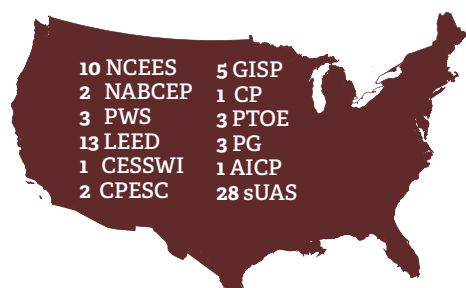 10 NCEES
2 NABCEP
3 PWS
13 LEED
1 CESSWI
2 CPESC
5 GISP
1 CP
3 PTOE
3 PG
1 AICP
28 sUAS